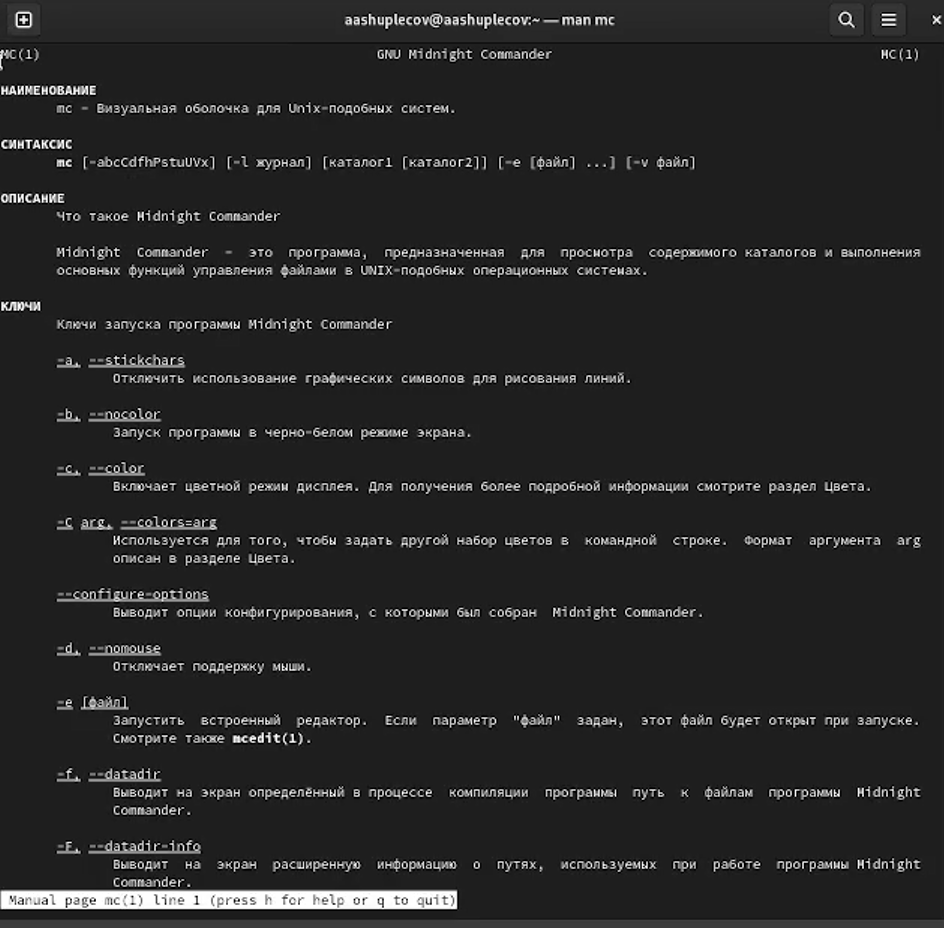 aashuplecov@aashuplecov:~ — man mc
MC(1) GNU Midnight Commander MC(1)
НАИМЕНОВАНИЕ
mc - Визуальная оболочка для Unix-подобных систем.
СИНТАКСИС
mc [-abcCdfhPstuUVx] [-l журнал] [каталог1 [каталог2]] [-e [файл] ...] [-v файл]
ОПИСАНИЕ
Что такое Midnight Commander
Midnight Commander - это программа, предназначенная для просмотра содержимого каталогов и выполнения
основных функций управления файлами в UNIX-подобных операционных системах.
КЛЮЧИ
Ключи запуска программы Midnight Commander
-a, --stickchars
Отключить использование графических символов для рисования линий.
-b, --nocolor
Запуск программы в черно-белом режиме экрана.
-c, --color
Включает цветной режим дисплея. Для получения более подробной информации смотрите раздел Цвета.
-C arg, --colors=arg
Используется для того, чтобы задать другой набор цветов в командной строке. Формат аргумента arg
описан в разделе Цвета.
--configure-options
Выводит опции конфигурирования, с которыми был собран Midnight Commander.
-d, --nomouse
Отключает поддержку мыши.
-e [файл]
Запустить встроенный редактор. Если параметр "файл" задан, этот файл будет открыт при запуске.
Смотрите также mcedit(1).
-f, --datadir
Выводит на экран определённый в процессе компиляции программы путь к файлам программы Midnight
Commander.
-F, --datadir-info
Выводит на экран расширенную информацию о путях, используемых при работе программы Midnight
Commander.
Manual page mc(1) line 1 (press h for help or q to quit)